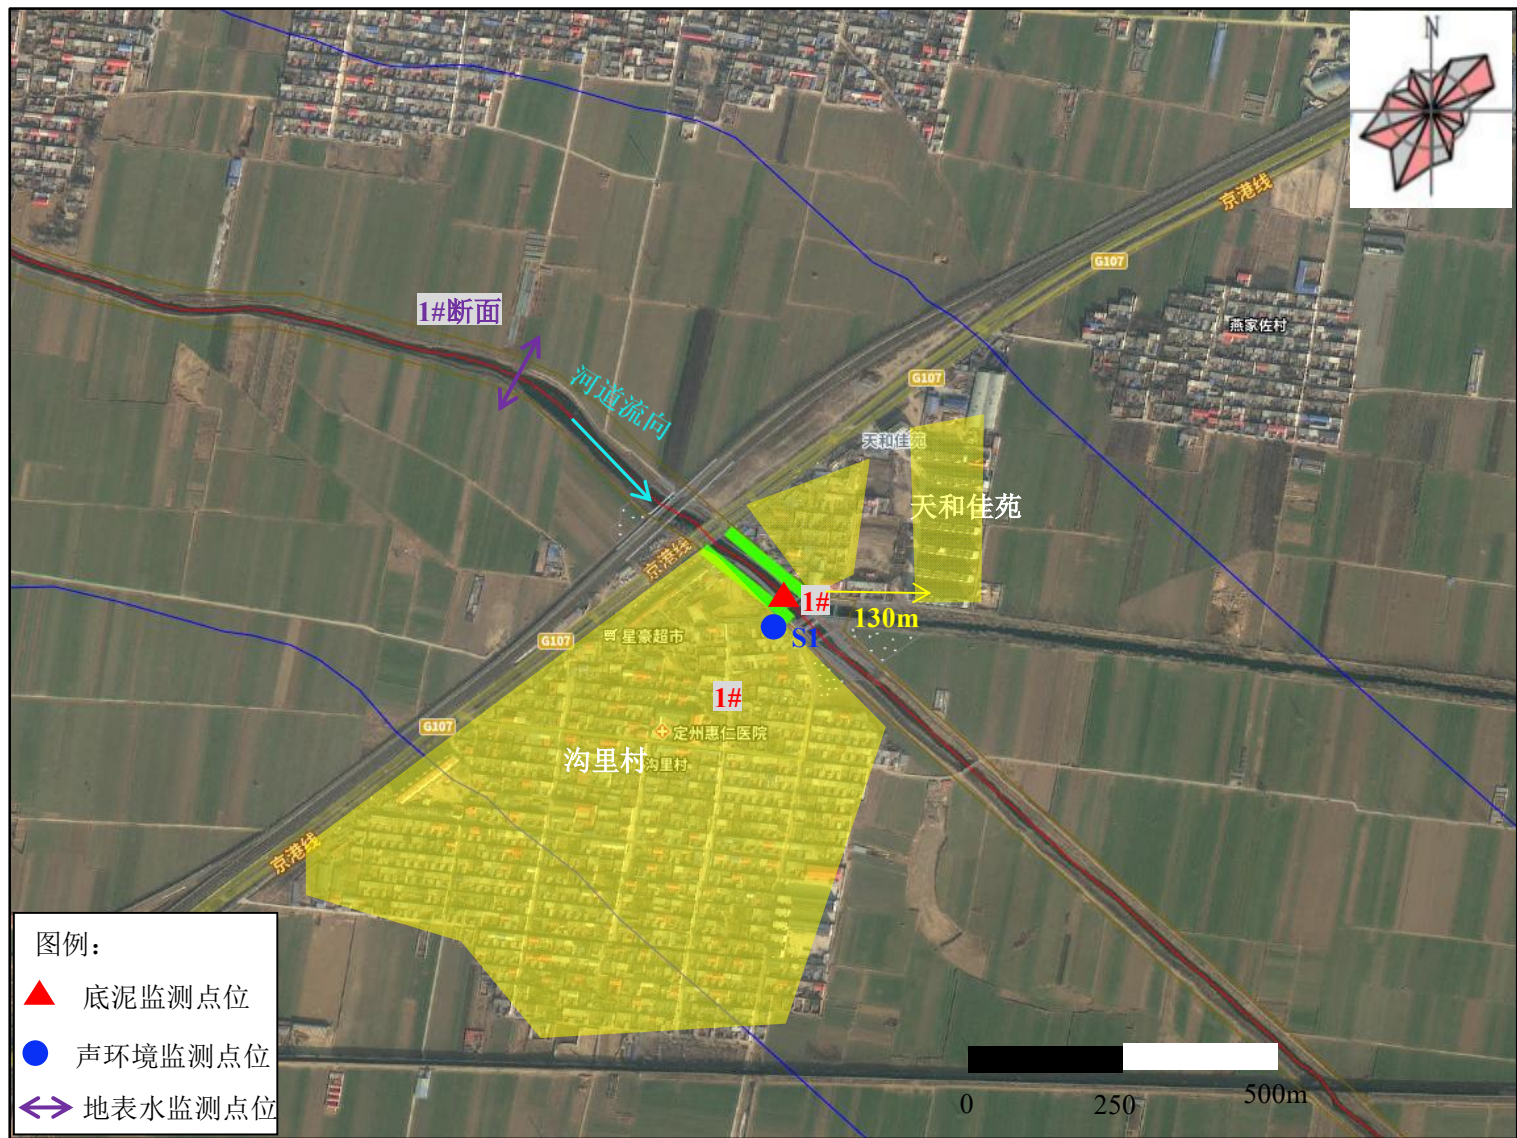 N
京港线
G107
1#断面
燕家佐村
河道流向
G107
天和佳苑
天和佳苑
京港线
1#
130m
S1
G107
星豪超市
1#
G107
定州惠仁医院
沟里村
沟里村
京港线
图例：
底泥监测点位
声环境监测点位
地表水监测点位
0
250
500m